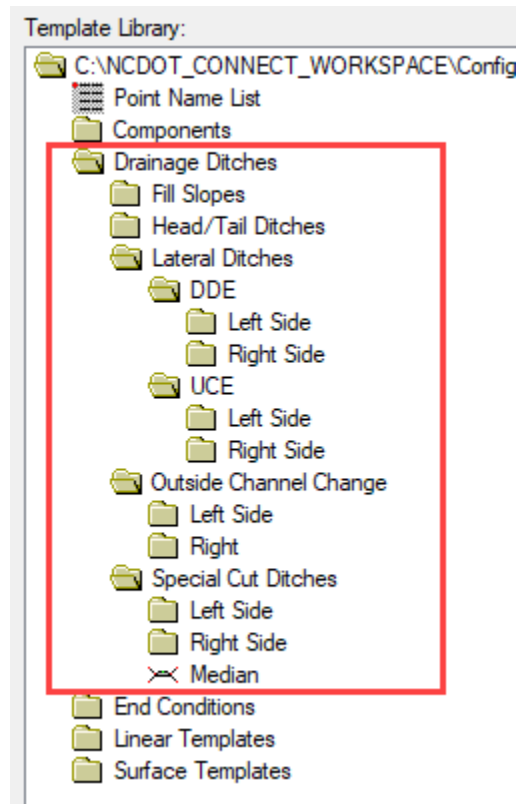 Template Library:
C:\NCDOT_CONNECT_WORKSPACE\Config
Point Name List
Components
Drainage Ditches
Fill Slopes
Head/Tail Ditches
Lateral Ditches
DDE
Left Side
Right Side
UCE
Left Side
Right Side
Outside Channel Change
Left Side
Right
Special Cut Ditches
Left Side
Right Side
Median
End Conditions
Linear Templates
Surface Templates